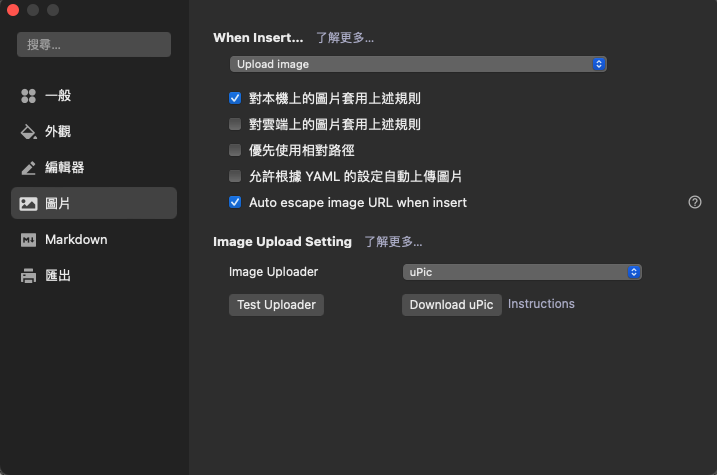 搜尋...
一般
外觀
編輯器
圖片
Markdown
匯出
When Insert... 了解更多...
Upload image
對本機上的圖片套用上述規則
對雲端上的圖片套用上述規則
優先使用相對路徑
允許根據 YAML 的設定自動上傳圖片
Auto escape image URL when insert
Image Upload Setting 了解更多...
Image Uploader uPic
Test Uploader Download uPic Instructions